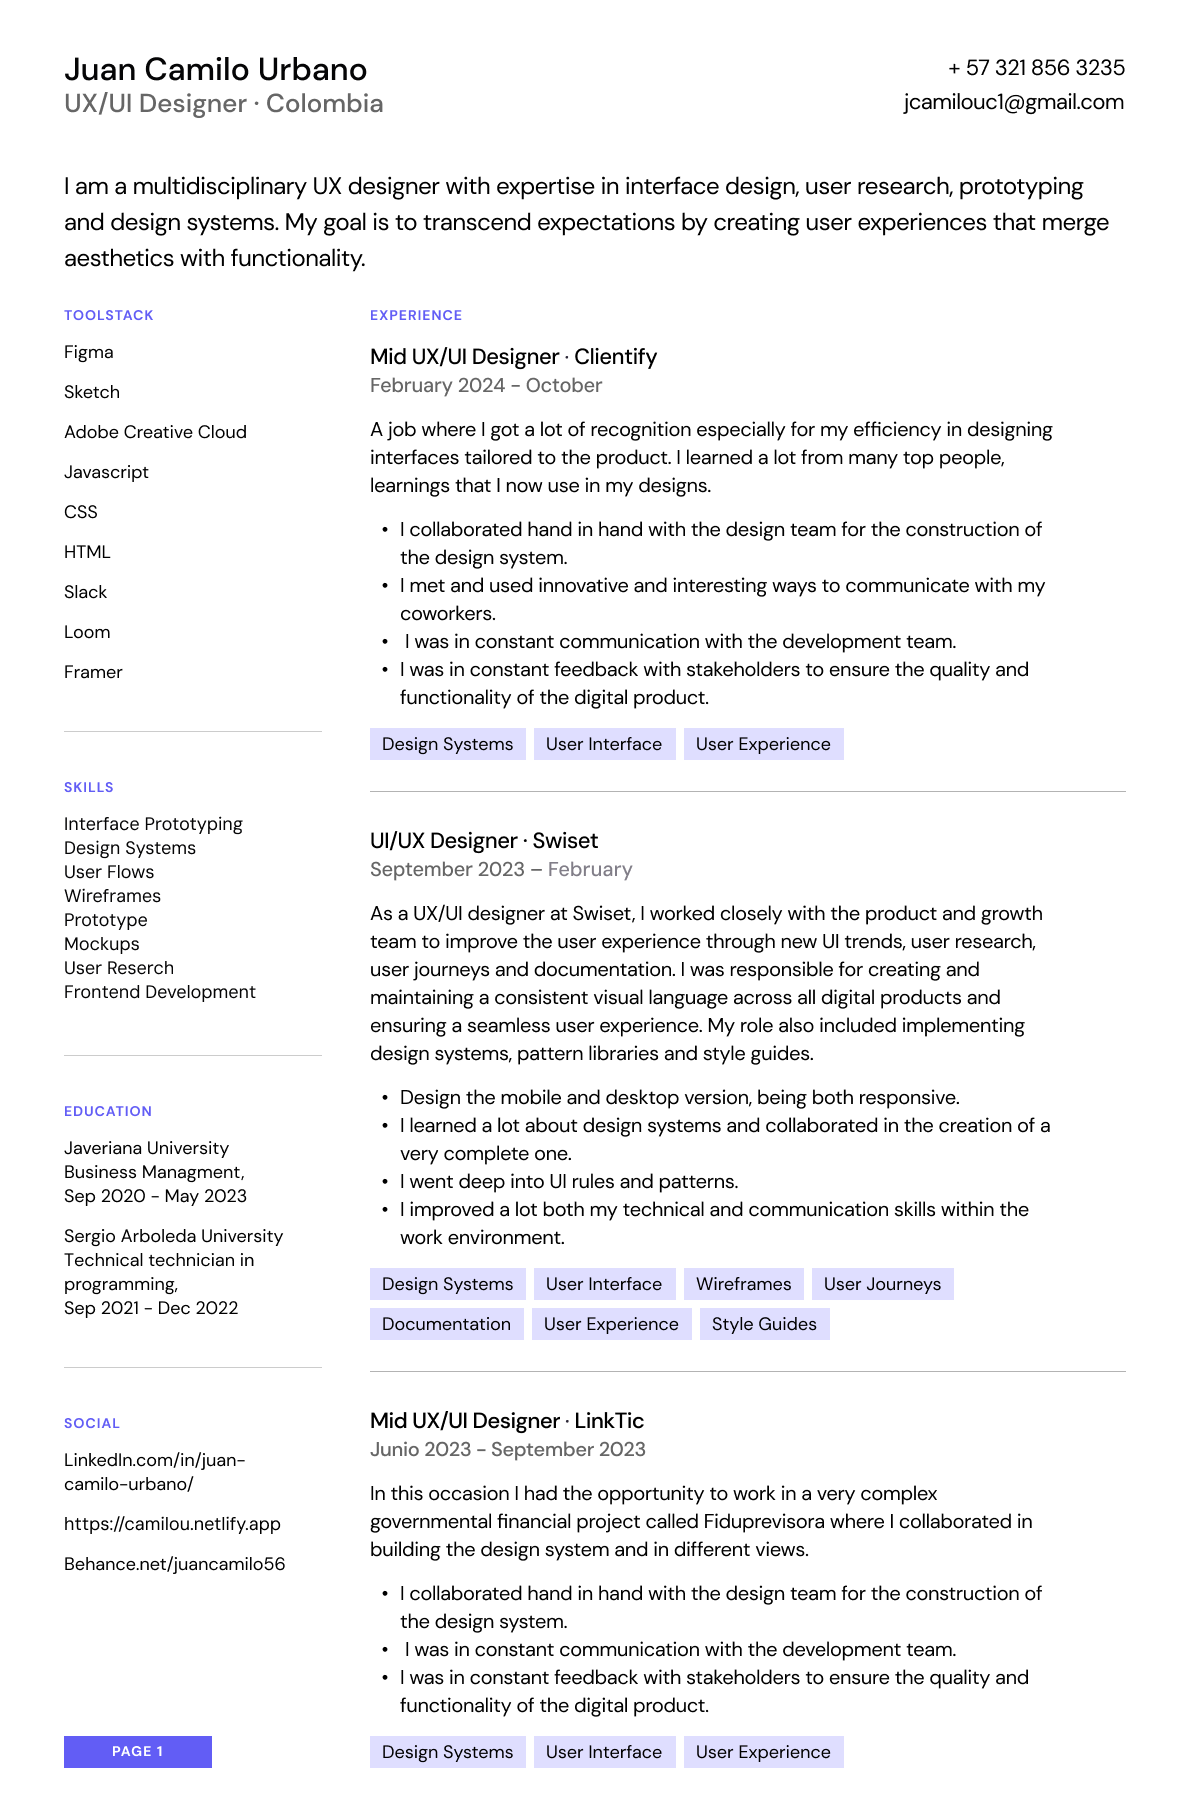 Juan Camilo Urbano
UX/UI Designer · Colombia
+ 57 321 856 3235
jcamilouc1@gmail.com
I am a multidisciplinary UX designer with expertise in interface design, user research, prototyping
and design systems. My goal is to transcend expectations by creating user experiences that merge
aesthetics with functionality.
TOOLSTACK
Figma
Sketch
Adobe Creative Cloud
Javascript
CSS
HTML
Slack
Loom
Framer
SKILLS
Interface Prototyping
Design Systems
User Flows
Wireframes
Prototype
Mockups
User Reserch
Frontend Development
EDUCATION
Javeriana University
Business Managment,
Sep 2020 - May 2023
Sergio Arboleda University
Technical technician in
programming,
Sep 2021 - Dec 2022
SOCIAL
LinkedIn.com/in/juan-
camilo-urbano/
https://camilou.netlify.app
Behance.net/juancamilo56
PAGE 1
EXPERIENCE
Mid UX/UI Designer · Clientify
February 2024 - October
A job where I got a lot of recognition especially for my efficiency in designing
interfaces tailored to the product. I learned a lot from many top people,
learnings that I now use in my designs.
• I collaborated hand in hand with the design team for the construction of
the design system.
• I met and used innovative and interesting ways to communicate with my
coworkers.
• I was in constant communication with the development team.
• I was in constant feedback with stakeholders to ensure the quality and
functionality of the digital product.
Design Systems User Interface User Experience
UI/UX Designer · Swiset
September 2023 – February
As a UX/UI designer at Swiset, I worked closely with the product and growth
team to improve the user experience through new UI trends, user research,
user journeys and documentation. I was responsible for creating and
maintaining a consistent visual language across all digital products and
ensuring a seamless user experience. My role also included implementing
design systems, pattern libraries and style guides.
• Design the mobile and desktop version, being both responsive.
• I learned a lot about design systems and collaborated in the creation of a
very complete one.
• I went deep into UI rules and patterns.
• I improved a lot both my technical and communication skills within the
work environment.
Design Systems User Interface Wireframes User Journeys
Documentation User Experience Style Guides
Mid UX/UI Designer · LinkTic
Junio 2023 - September 2023
In this occasion I had the opportunity to work in a very complex
governmental financial project called Fiduprevisora where I collaborated in
building the design system and in different views.
• I collaborated hand in hand with the design team for the construction of
the design system.
• I was in constant communication with the development team.
• I was in constant feedback with stakeholders to ensure the quality and
functionality of the digital product.
Design Systems User Interface User Experience